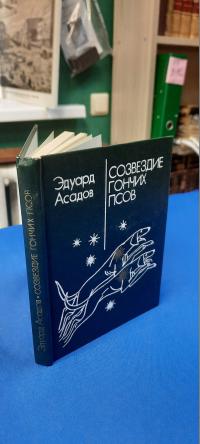 Эдуард
Асадов
СОЗВЕЗДИЕ
ГОНЧИХ
ПСОВ
Эдуард Асадов • СОЗВЕЗДИЕ ГОНЧИХ ПСОВ